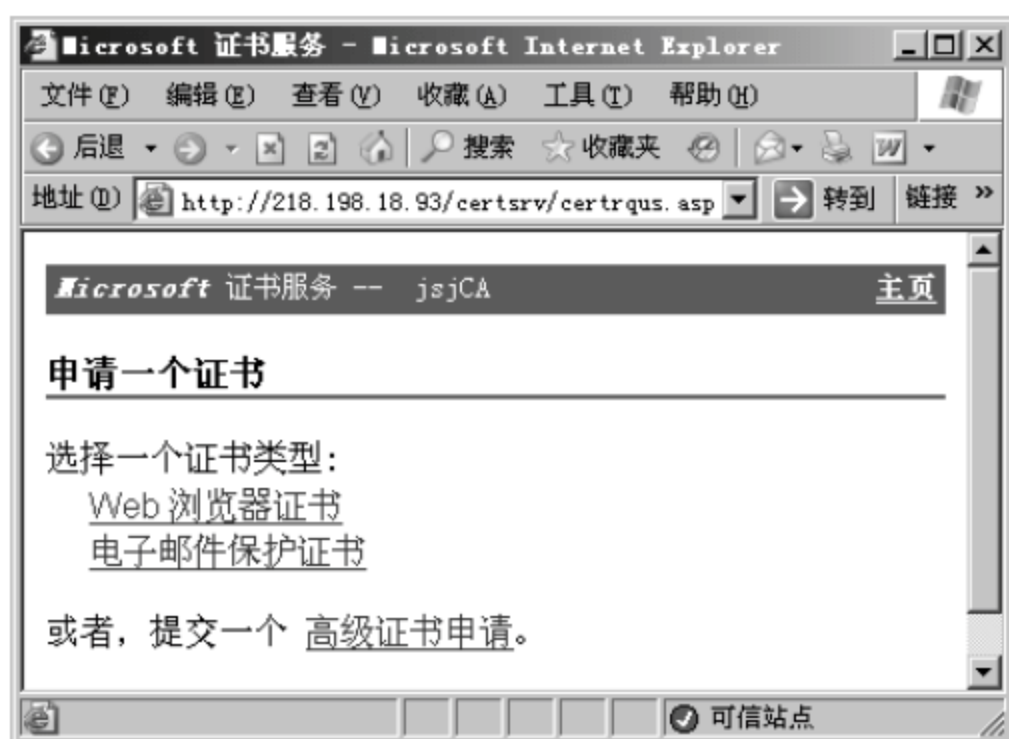 Microsoft 证书服务 - Microsoft Internet Explorer
文件(F) 编辑(E) 查看(V) 收藏(A) 工具(T) 帮助(H)
后退 搜索 收藏夹
地址(D) http://218.198.18.93/certsrv/certrqus.asp 转到 链接 »
Microsoft 证书服务 -- jsjCA 主页
申请一个证书
选择一个证书类型:
Web 浏览器证书
电子邮件保护证书
或者，提交一个 高级证书申请。
可信站点